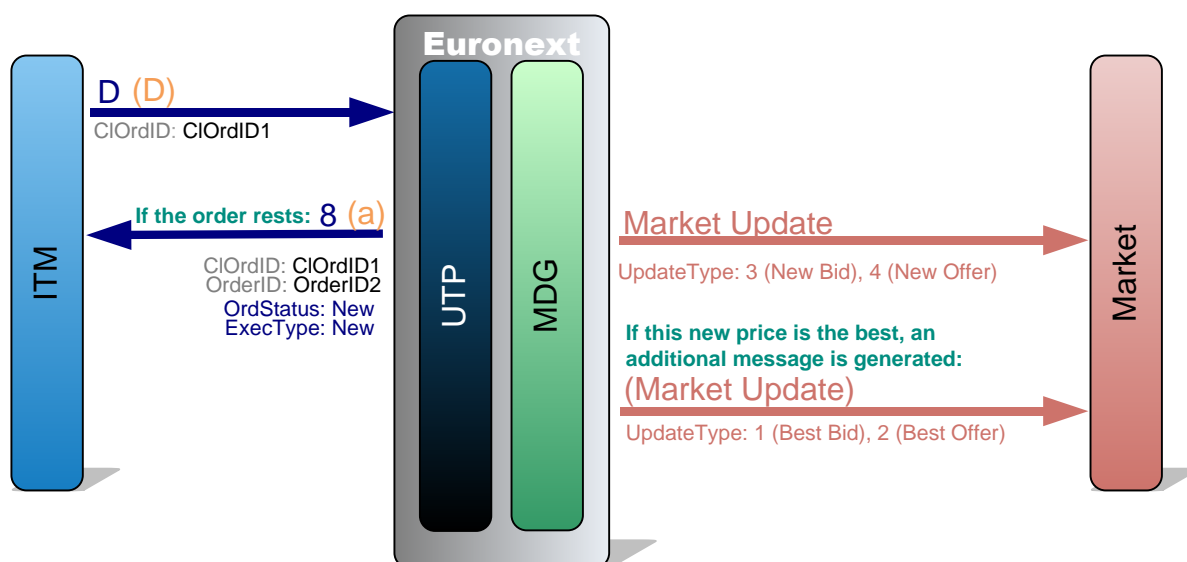 Euronext
D (D)
ClOrdID: ClOrdID1
If the order rests: 8 (a)
ClOrdID: ClOrdID1
OrderID: OrderID2
OrdStatus: New
ExecType: New
ITM
UTP
MDG
Market Update
UpdateType: 3 (New Bid), 4 (New Offer)
If this new price is the best, an
additional message is generated:
(Market Update)
UpdateType: 1 (Best Bid), 2 (Best Offer)
Market